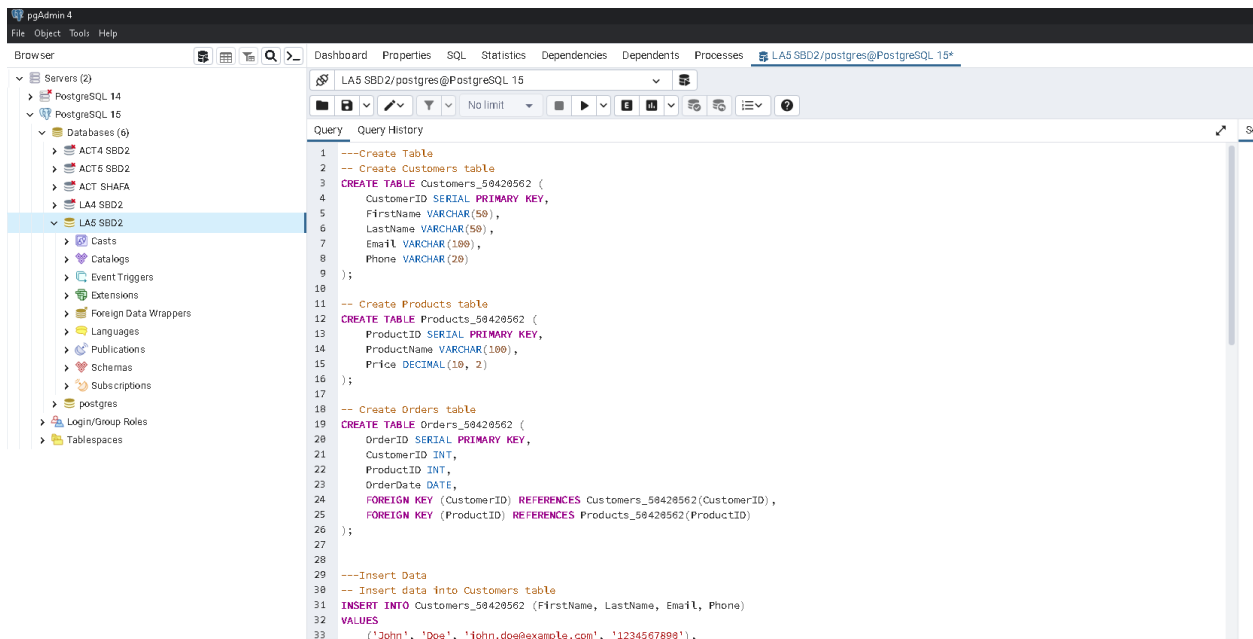 pgAdmin 4
File Object Tools Help
Browser
Dashboard Properties SQL Statistics Dependencies Dependents Processes LA5 SBD2/postgres@PostgreSQL 15*
Servers (2)
PostgreSQL 14
PostgreSQL 15
Databases (6)
ACT4 SBD2
ACT5 SBD2
ACT SHAFA
LA4 SBD2
LA5 SBD2
Casts
Catalogs
Event Triggers
Extensions
Foreign Data Wrappers
Languages
Publications
Schemas
Subscriptions
postgres
Login/Group Roles
Tablespaces
LA5 SBD2/postgres@PostgreSQL 15
No limit
Query Query History
1 ---Create Table
2 -- Create Customers table
3 CREATE TABLE Customers_50420562 (
4 CustomerID SERIAL PRIMARY KEY,
5 FirstName VARCHAR(50),
6 LastName VARCHAR(50),
7 Email VARCHAR(100),
8 Phone VARCHAR(20)
9 );
10
11 -- Create Products table
12 CREATE TABLE Products_50420562 (
13 ProductID SERIAL PRIMARY KEY,
14 ProductName VARCHAR(100),
15 Price DECIMAL(10, 2)
16 );
17
18 -- Create Orders table
19 CREATE TABLE Orders_50420562 (
20 OrderID SERIAL PRIMARY KEY,
21 CustomerID INT,
22 ProductID INT,
23 OrderDate DATE,
24 FOREIGN KEY (CustomerID) REFERENCES Customers_50420562(CustomerID),
25 FOREIGN KEY (ProductID) REFERENCES Products_50420562(ProductID)
26 );
27
28
29 ---Insert Data
30 -- Insert data into Customers table
31 INSERT INTO Customers_50420562 (FirstName, LastName, Email, Phone)
32 VALUES
33 ('John', 'Doe', 'john.doe@example.com', '1234567890'),